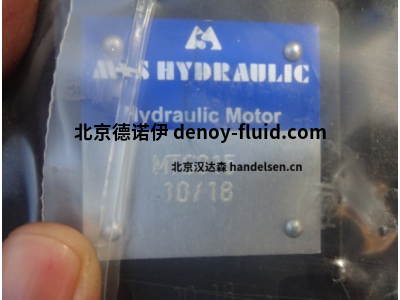 M+S HYDRAULIC
Hydraulic Motor
北京德诺伊 denoy-fluid.com
北京汉达森 handelsen.cn
10/18